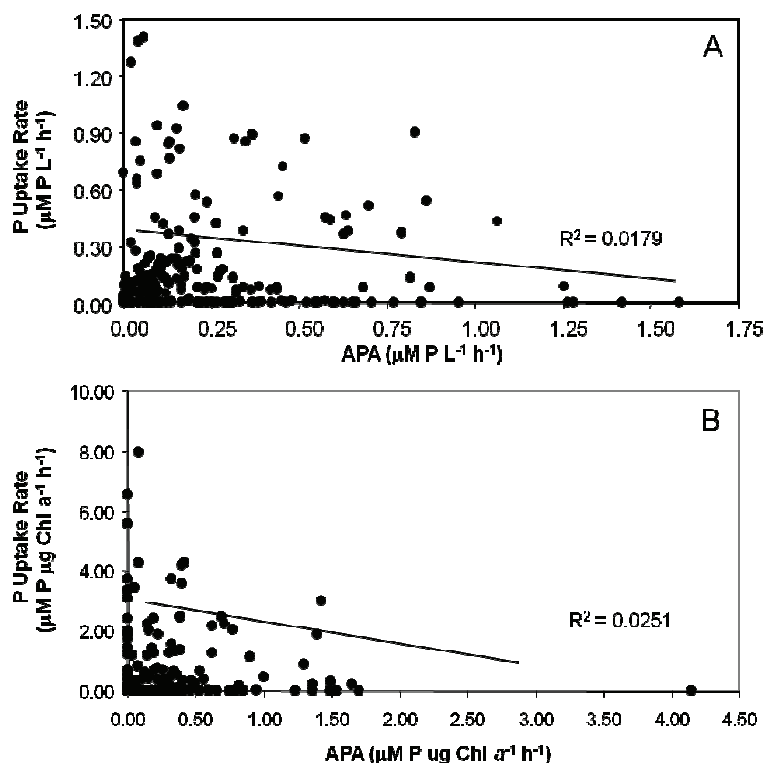 A
1.50
1.20
0.90
0.60
0.30
0.00
P Uptake Rate
(µM P L⁻¹ h⁻¹)
R² = 0.0179
0.00 0.25 0.50 0.75 1.00 1.25 1.50 1.75
APA (µM P L⁻¹ h⁻¹)
B
10.00
8.00
6.00
4.00
2.00
0.00
P Uptake Rate
(µM P µg Chl a⁻¹ h⁻¹)
R² = 0.0251
0.00 0.50 1.00 1.50 2.00 2.50 3.00 3.50 4.00 4.50
APA (µM P ug Chl a⁻¹ h⁻¹)